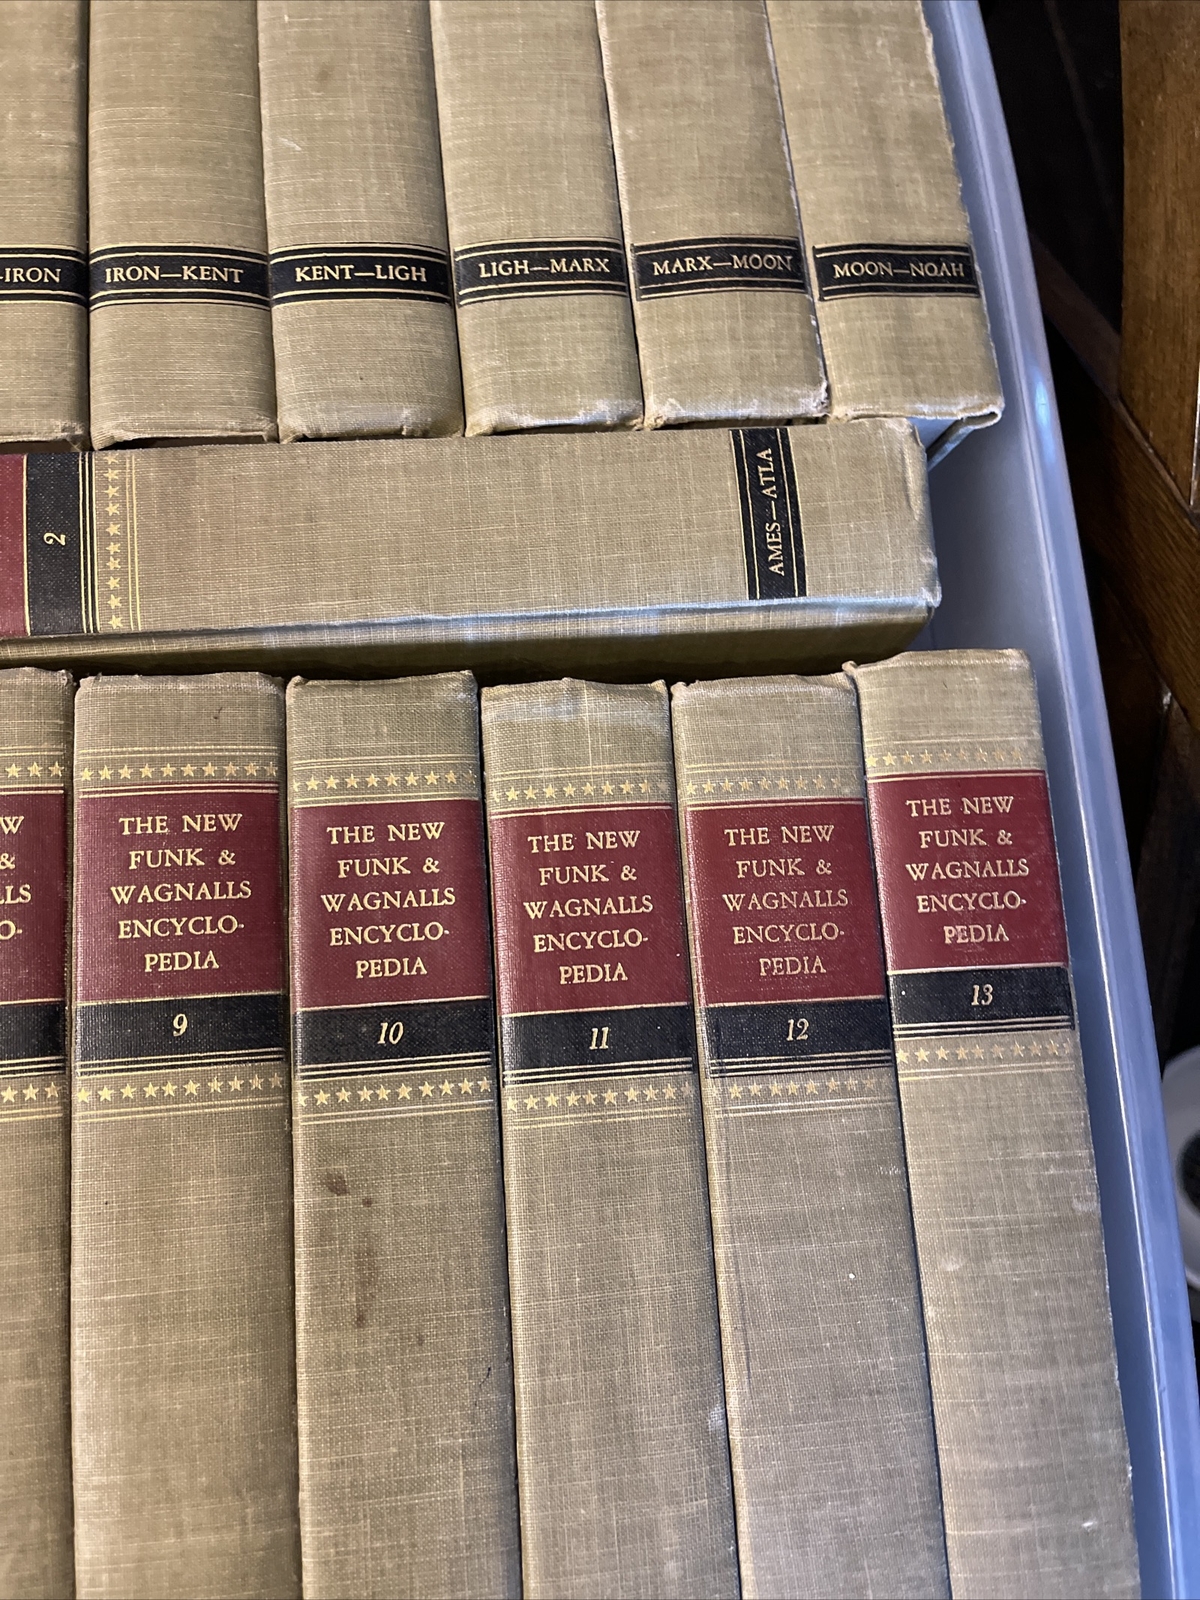 -IRON
IRON—KENT
KENT—LIGH
LIGH—MARX
MARX—MOON
MOON—NOAH
2
AMES—ATLA
W
&
LLS
O-
THE NEW
FUNK &
WAGNALLS
ENCYCLO-
PEDIA
9
THE NEW
FUNK &
WAGNALLS
ENCYCLO-
PEDIA
10
THE NEW
FUNK &
WAGNALLS
ENCYCLO-
PEDIA
11
THE NEW
FUNK &
WAGNALLS
ENCYCLO-
PEDIA
12
THE NEW
FUNK &
WAGNALLS
ENCYCLO-
PEDIA
13